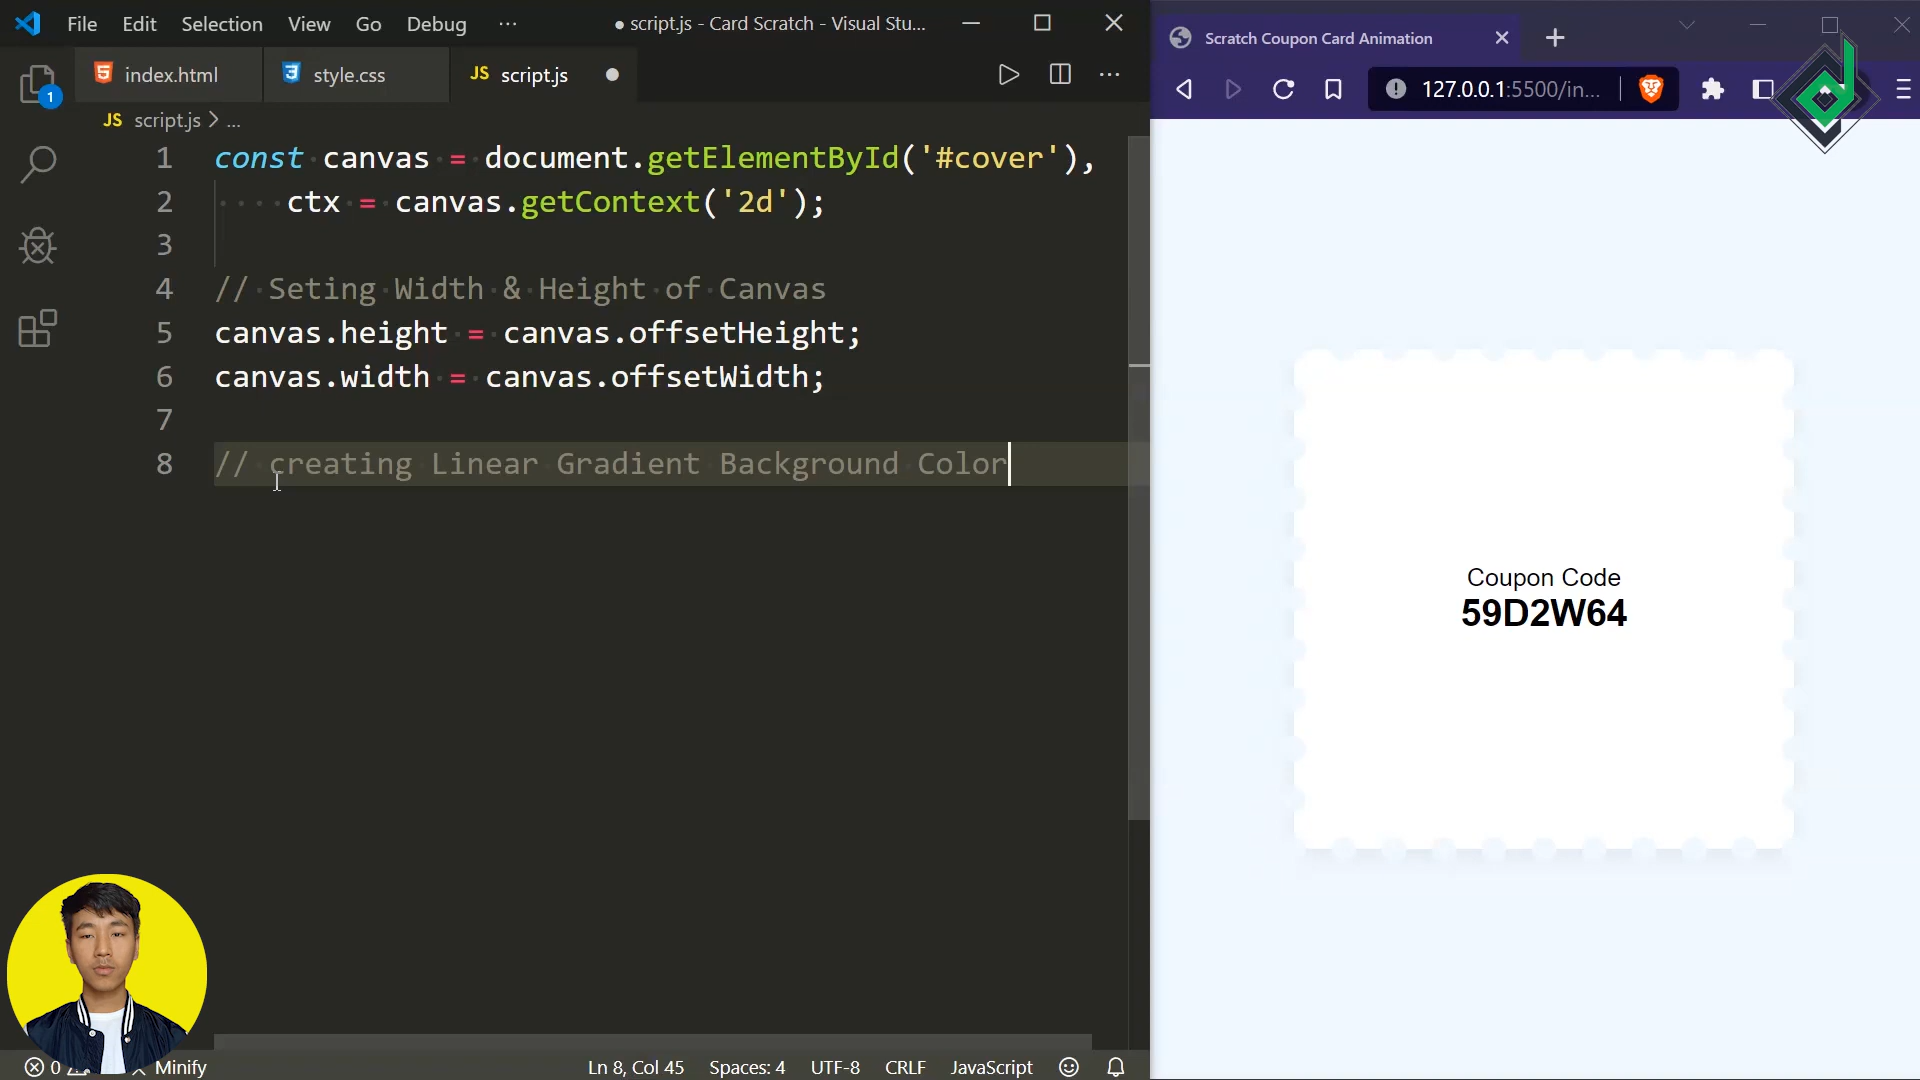 File Edit Selection View Go Debug ··· ● script.js - Card Scratch - Visual Stu...
index.html style.css JS script.js ●
JS script.js > ...
1 const canvas = document.getElementById('#cover'),
2 ctx = canvas.getContext('2d');
3
4 // Seting Width & Height of Canvas
5 canvas.height = canvas.offsetHeight;
6 canvas.width = canvas.offsetWidth;
7
8 // creating Linear Gradient Background Color
1
0 Minify Ln 8, Col 45 Spaces: 4 UTF-8 CRLF JavaScript
Scratch Coupon Card Animation
127.0.0.1:5500/in...
Coupon Code
59D2W64